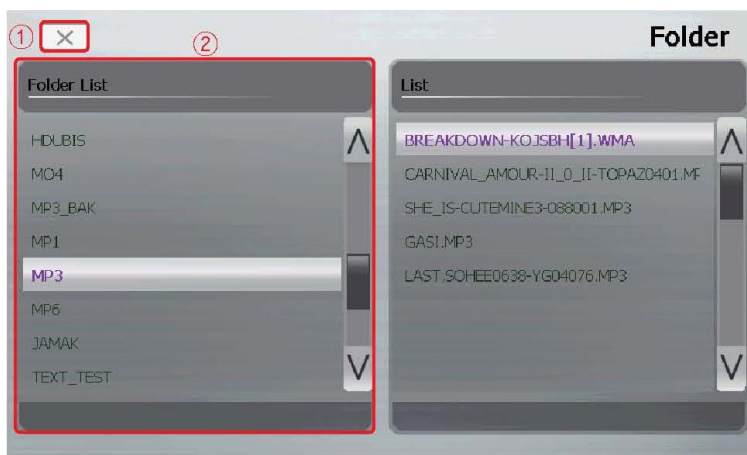 ① ② Folder
Folder List
HDUBIS
MO4
MP3_BAK
MP1
MP3
MP6
JAMAK
TEXT_TEST
List
BREAKDOWN-KOJSBH[1].WMA
CARNIVAL_AMOUR-II_0_II-TOPAZ0401.MF
SHE_IS-CUTEMINE3-088001.MP3
GASI.MP3
LAST.SOHEE0638-YG04076.MP3